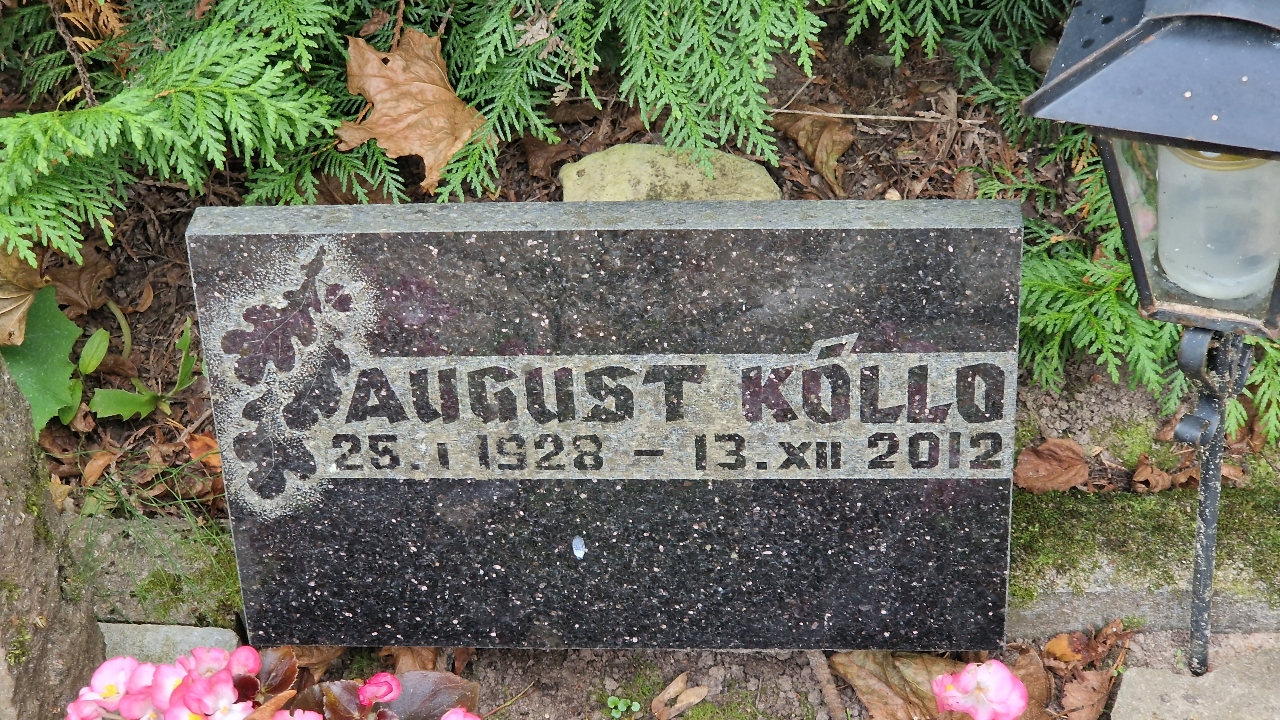 AUGUST KÕLLO
25. I 1928 – 13. XII 2012